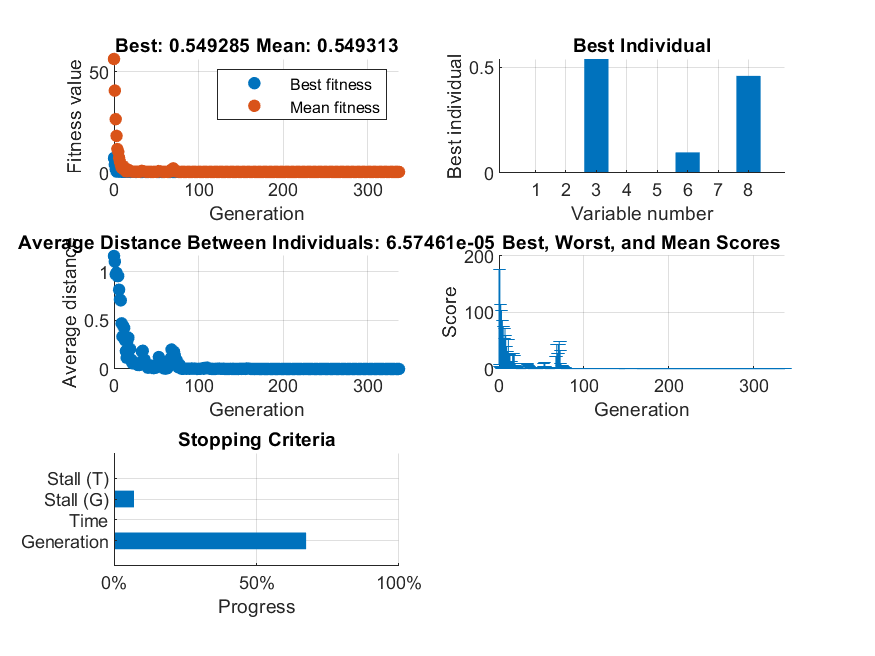 Best: 0.549285 Mean: 0.549313
Fitness value
50
0
Best fitness
Mean fitness
0 100 200 300
Generation
Best Individual
Best individual
0.5
0
1 2 3 4 5 6 7 8
Variable number
Average Distance Between Individuals: 6.57461e-05
Average distance
1
0.5
0
0 100 200 300
Generation
Best, Worst, and Mean Scores
Score
200
100
0
0 100 200 300
Generation
Stopping Criteria
Stall (T)
Stall (G)
Time
Generation
0% 50% 100%
Progress